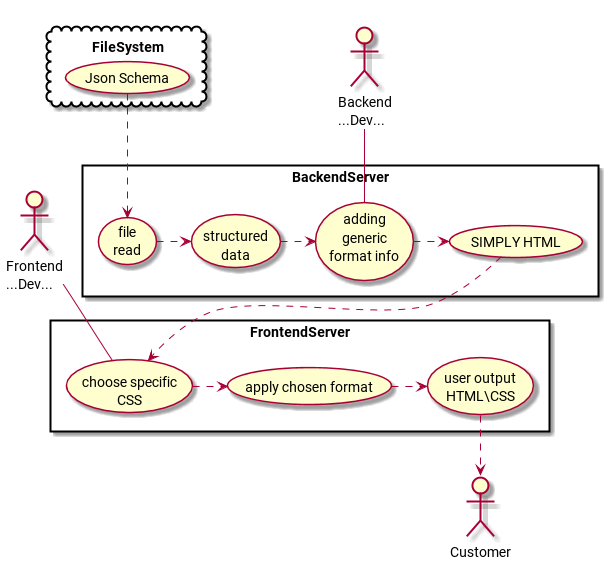 FileSystem
Json Schema
Backend
...Dev...
BackendServer
file
read
structured
data
adding
generic
format info
SIMPLY HTML
Frontend
...Dev...
FrontendServer
choose specific
CSS
apply chosen format
user output
HTML\CSS
Customer